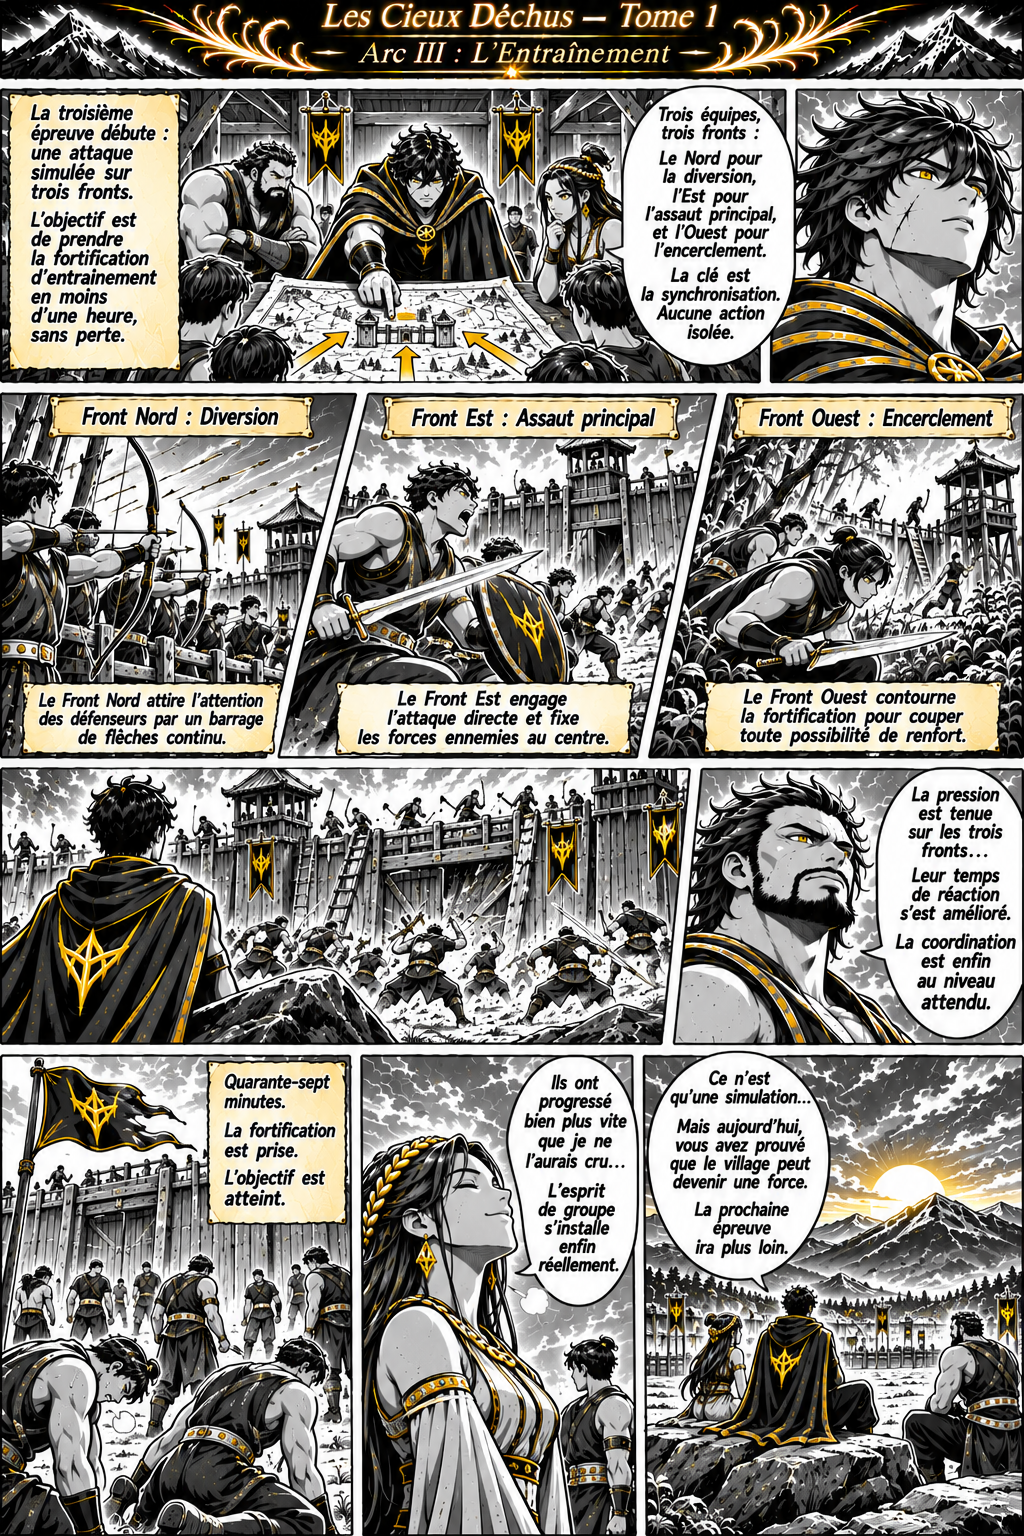 Les Cieux Déchus — Tome 1
Arc III : L'Entraînement
La troisième
épreuve débute :
une attaque
simulée sur
trois fronts.
L'objectif est
de prendre
la fortification
d'entrainement
en moins
d'une heure,
sans perte.
Trois équipes,
trois fronts :
Le Nord pour
la diversion,
l'Est pour
l'assaut principal,
et l'Ouest pour
l'encerclement.
La clé est
la synchronisation.
Aucune action
isolée.
Front Nord : Diversion
Le Front Nord attire l'attention
des défenseurs par un barrage
de flèches continu.
Front Est : Assaut principal
Le Front Est engage
l'attaque directe et fixe
les forces ennemies au centre.
Front Ouest : Encerclement
Le Front Ouest contourne
la fortification pour couper
toute possibilité de renfort.
La pression
est tenue
sur les trois
fronts...
Leur temps
de réaction
s'est amélioré.
La coordination
est enfin
au niveau
attendu.
Quarante-sept
minutes.
La fortification
est prise.
L'objectif est
atteint.
Ils ont
progressé
bien plus vite
que je ne
l'aurais cru...
L'esprit
de groupe
s'installe
enfin
réellement.
Ce n'est
qu'une simulation...
Mais aujourd'hui,
vous avez prouvé
que le village peut
devenir une force.
La prochaine
épreuve
ira plus loin.